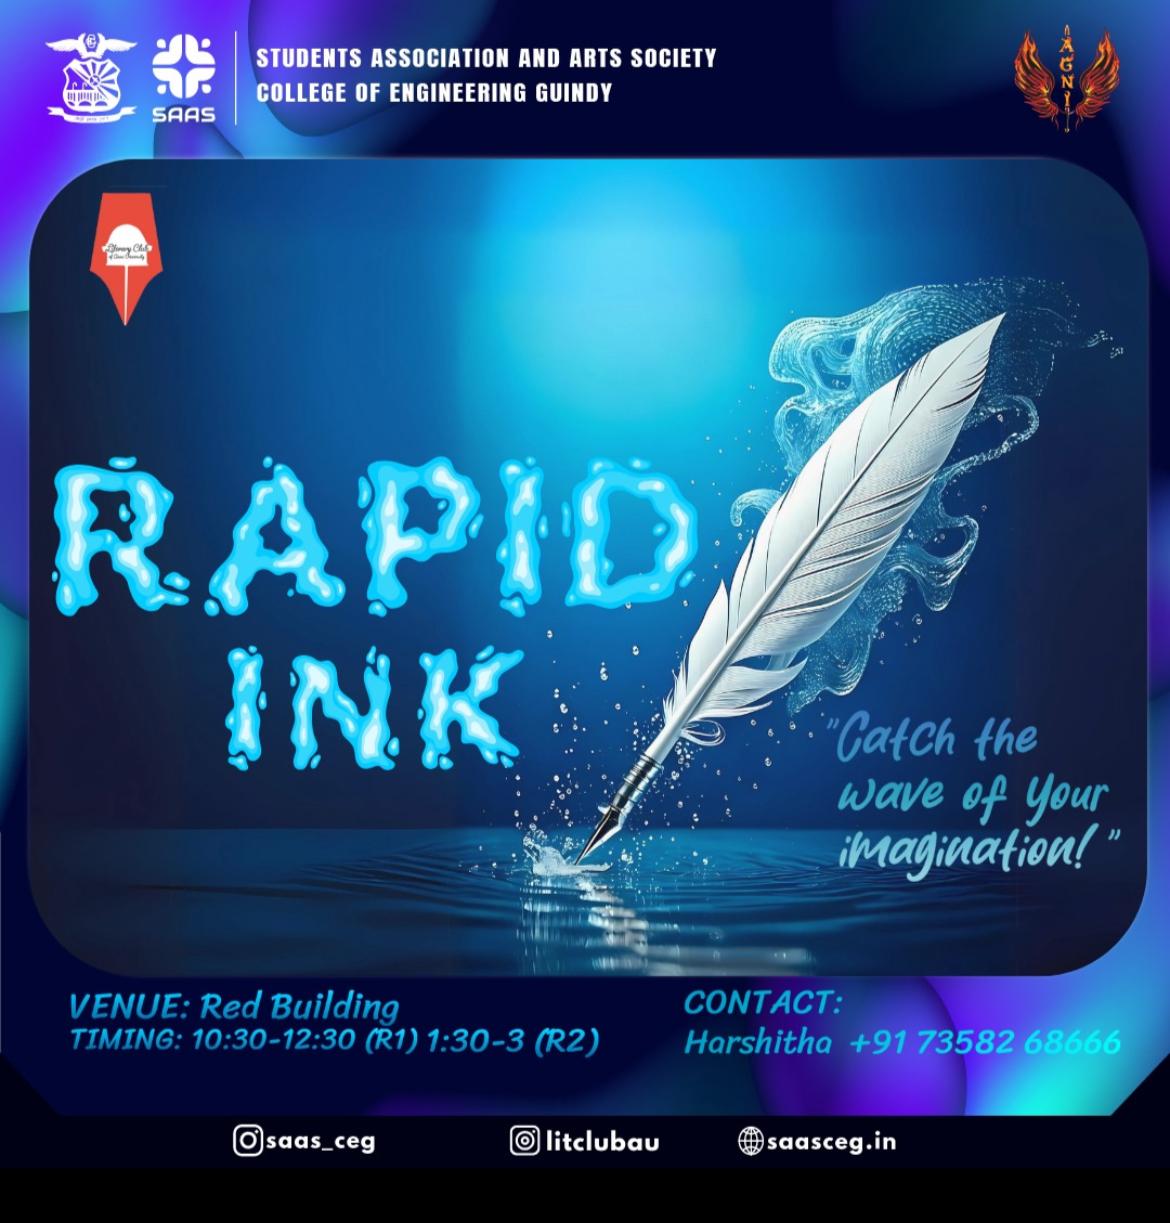 STUDENTS ASSOCIATION AND ARTS SOCIETY
COLLEGE OF ENGINEERING GUINDY
SAAS
AGNI
Literary Club
RAPID
INK
"Catch the
wave of your
imagination!"
VENUE: Red Building
TIMING: 10:30-12:30 (R1) 1:30-3 (R2)
CONTACT:
Harshitha +91 73582 68666
saas_ceg
litclubau
saasceg.in